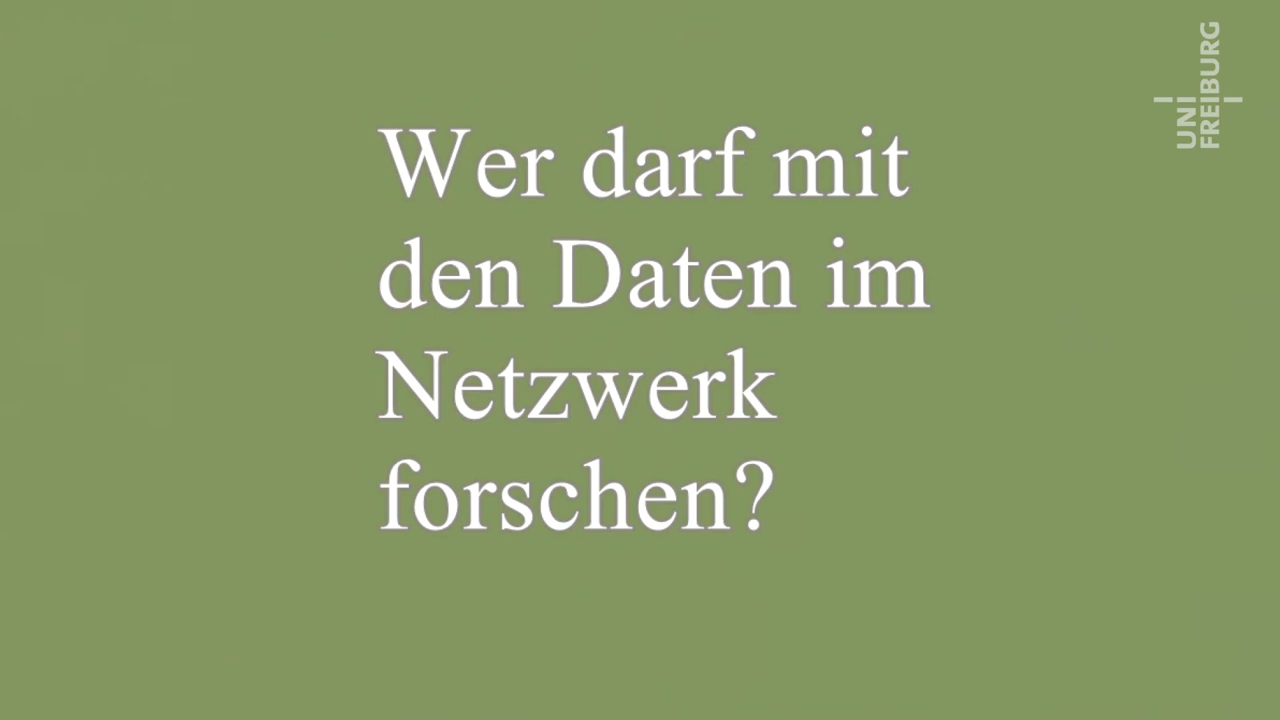 Wer darf mit
den Daten im
Netzwerk
forschen?
UNI
FREIBURG